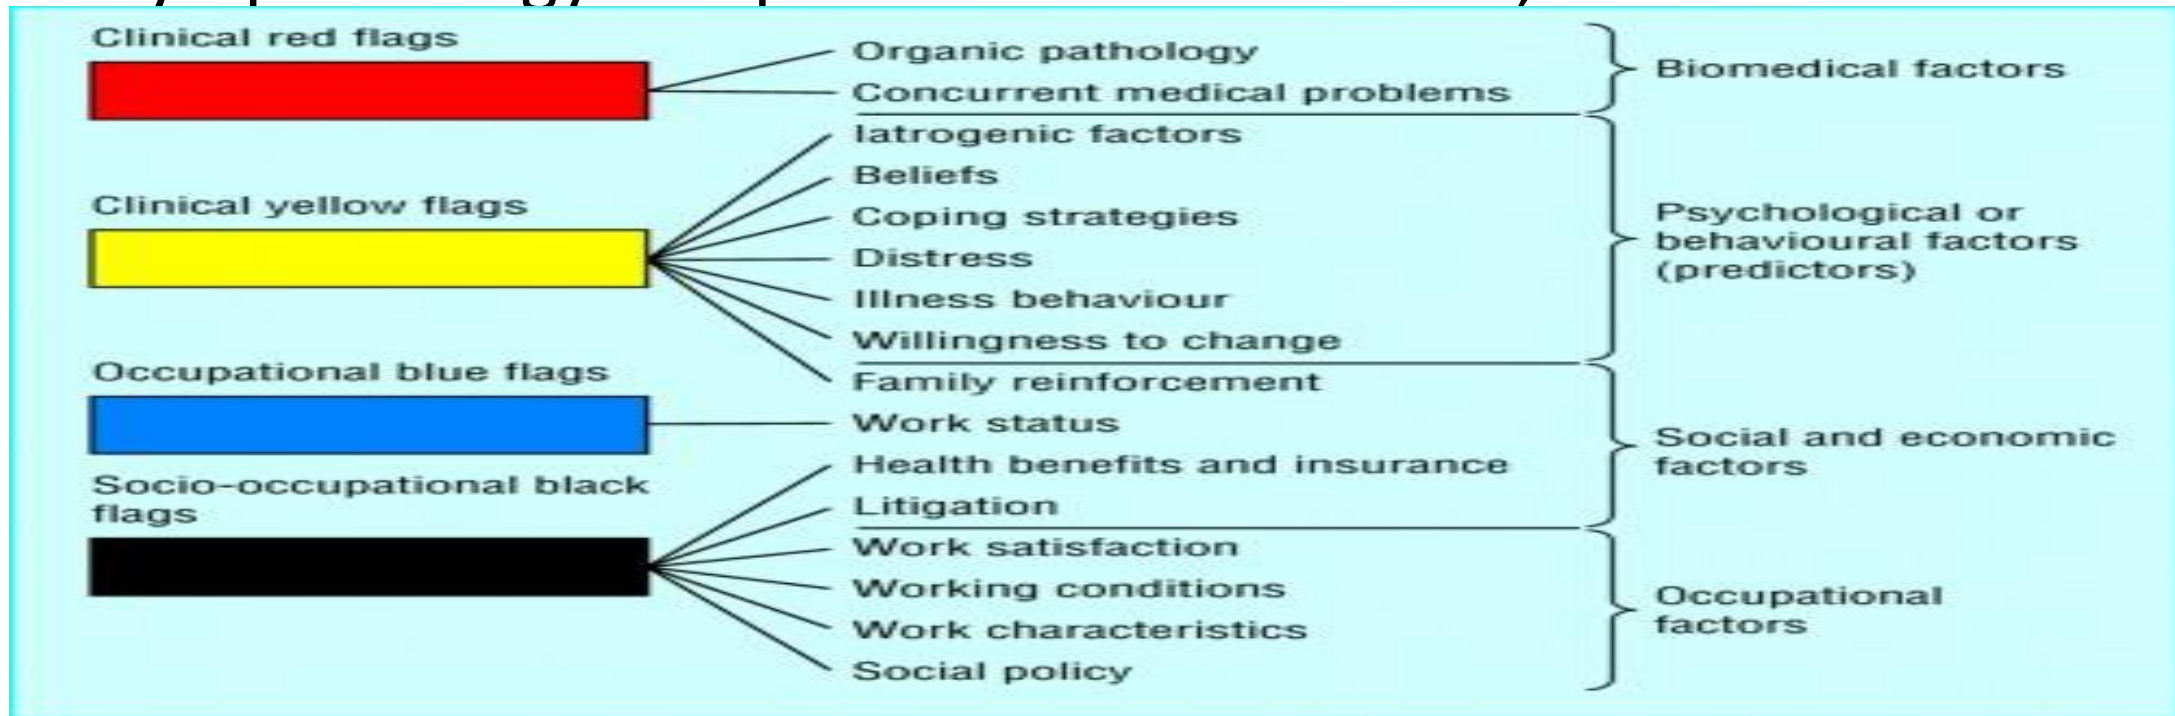 Clinical red flags
Organic pathology
Concurrent medical problems
Biomedical factors
Clinical yellow flags
Iatrogenic factors
Beliefs
Coping strategies
Distress
Illness behaviour
Willingness to change
Family reinforcement
Psychological or
behavioural factors
(predictors)
Occupational blue flags
Work status
Social and economic
factors
Socio-occupational black
flags
Health benefits and insurance
Litigation
Work satisfaction
Working conditions
Work characteristics
Social policy
Occupational
factors